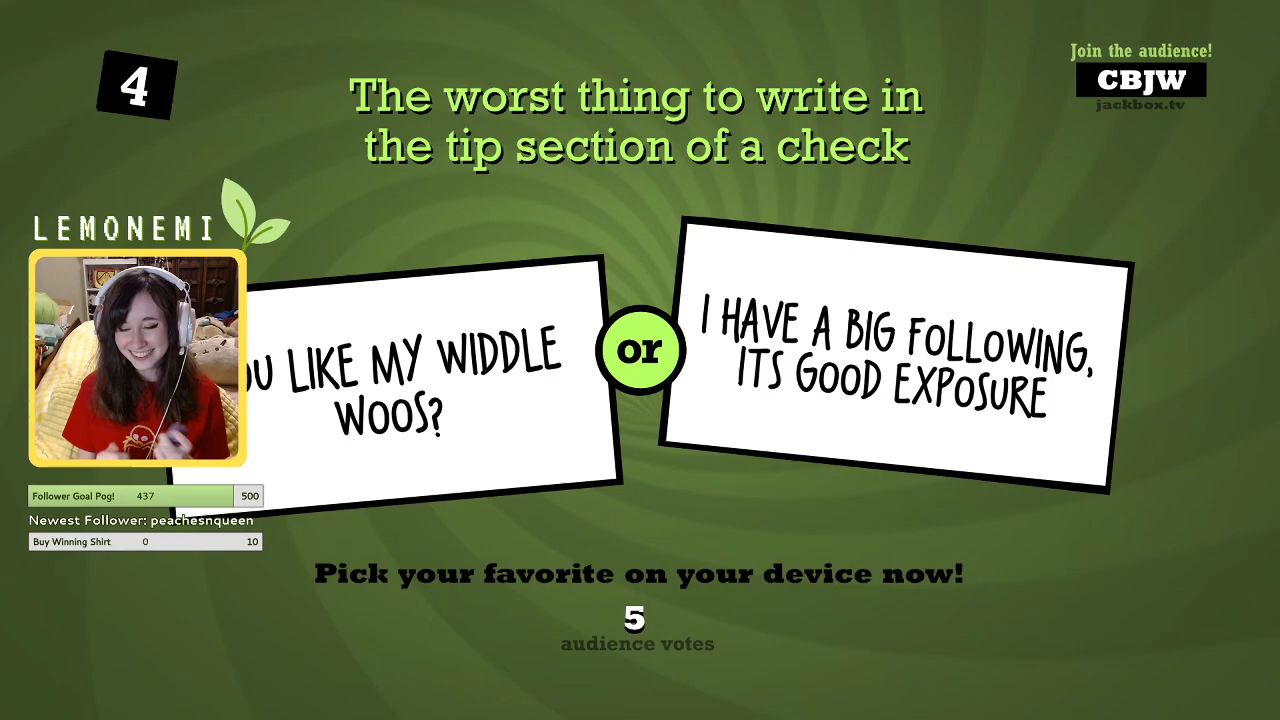 4
The worst thing to write in
the tip section of a check
Join the audience!
CBJW
jackbox.tv
LEMONEMI
LIKE MY WIDDLE
WOOS?
or
I HAVE A BIG FOLLOWING,
ITS GOOD EXPOSURE
Follower Goal Pog! 437 500
Newest Follower: peachesnqueen
Buy Winning Shirt 0 10
Pick your favorite on your device now!
5
audience votes